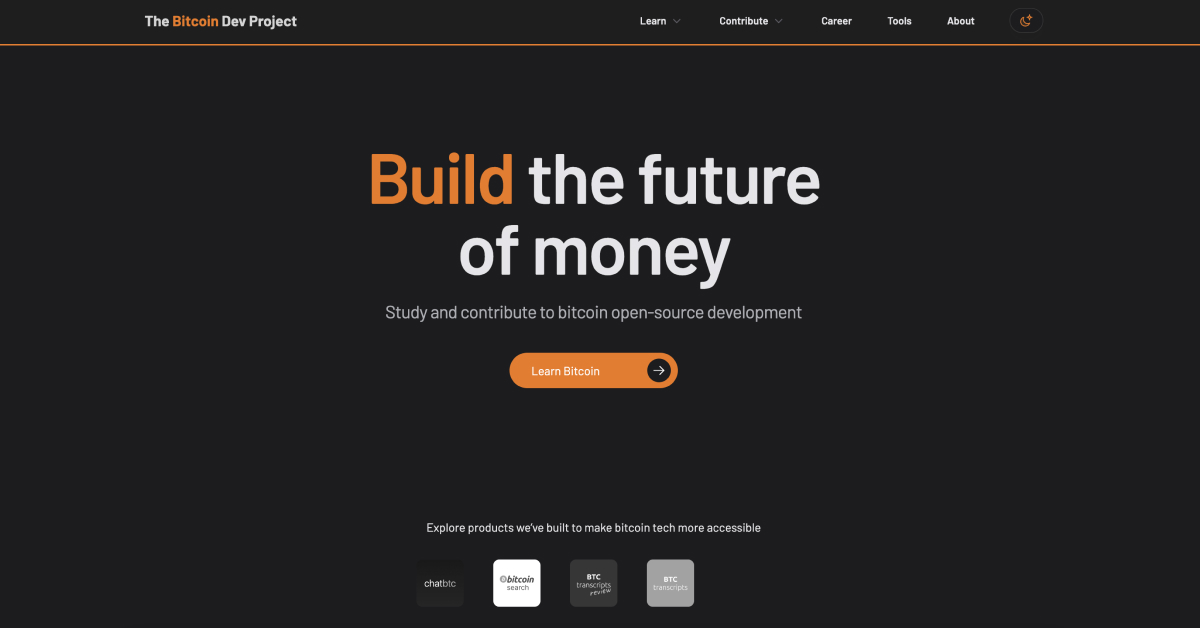 The Bitcoin Dev Project
Learn
Contribute
Career
Tools
About
Build the future
of money
Study and contribute to bitcoin open-source development
Learn Bitcoin
Explore products we’ve built to make bitcoin tech more accessible
chatbtc
bitcoin
search
BTC
transcripts
review
BTC
transcripts